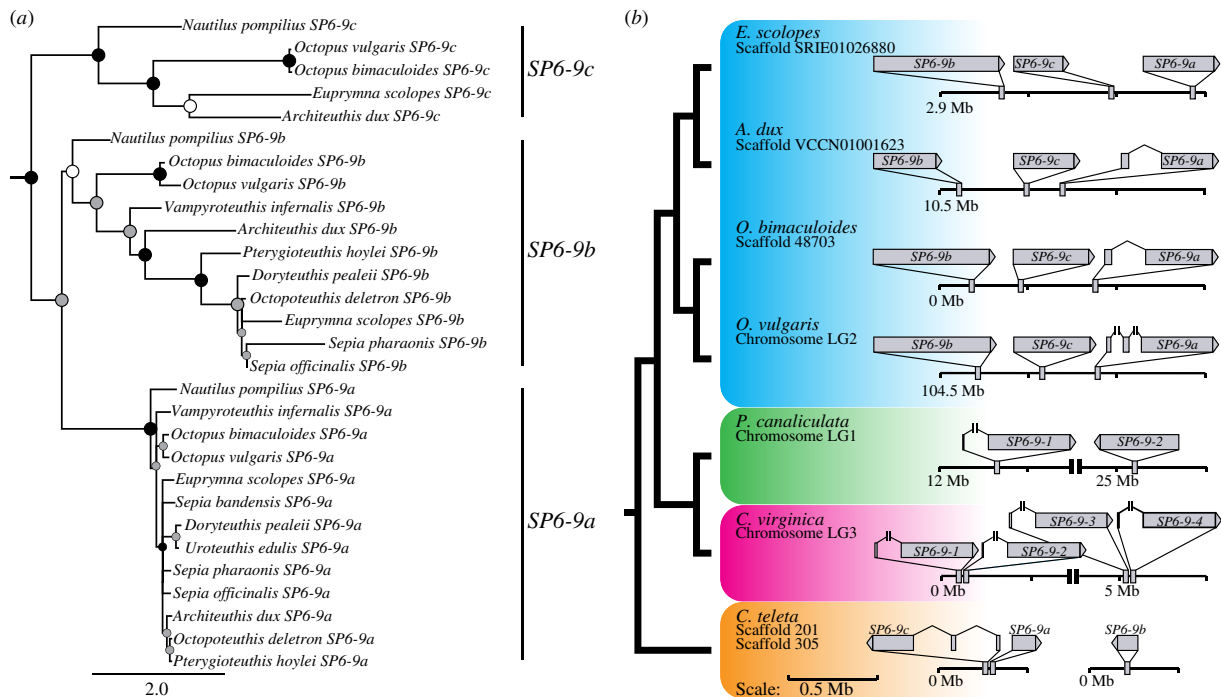 (a)
Nautilus pompilius SP6-9c
Octopus vulgaris SP6-9c
Octopus bimaculoides SP6-9c
Euprymna scolopes SP6-9c
Architeuthis dux SP6-9c
SP6-9c
Nautilus pompilius SP6-9b
Octopus bimaculoides SP6-9b
Octopus vulgaris SP6-9b
Vampyroteuthis infernalis SP6-9b
Architeuthis dux SP6-9b
Pterygioteuthis hoylei SP6-9b
Doryteuthis pealeii SP6-9b
Octopoteuthis deletron SP6-9b
Euprymna scolopes SP6-9b
Sepia pharaonis SP6-9b
Sepia officinalis SP6-9b
SP6-9b
Nautilus pompilius SP6-9a
Vampyroteuthis infernalis SP6-9a
Octopus bimaculoides SP6-9a
Octopus vulgaris SP6-9a
Euprymna scolopes SP6-9a
Sepia bandensis SP6-9a
Doryteuthis pealeii SP6-9a
Uroteuthis edulis SP6-9a
Sepia pharaonis SP6-9a
Sepia officinalis SP6-9a
Architeuthis dux SP6-9a
Octopoteuthis deletron SP6-9a
Pterygioteuthis hoylei SP6-9a
SP6-9a
2.0
(b)
E. scolopes
Scaffold SRIE01026880
SP6-9b SP6-9c SP6-9a
2.9 Mb
A. dux
Scaffold VCCN01001623
SP6-9b SP6-9c SP6-9a
10.5 Mb
O. bimaculoides
Scaffold 48703
SP6-9b SP6-9c SP6-9a
0 Mb
O. vulgaris
Chromosome LG2
SP6-9b SP6-9c SP6-9a
104.5 Mb
P. canaliculata
Chromosome LG1
SP6-9-1 SP6-9-2
12 Mb 25 Mb
C. virginica
Chromosome LG3
SP6-9-3 SP6-9-4
SP6-9-1 SP6-9-2
0 Mb 5 Mb
C. teleta
Scaffold 201
Scaffold 305
SP6-9c SP6-9a SP6-9b
0 Mb 0 Mb
Scale: 0.5 Mb